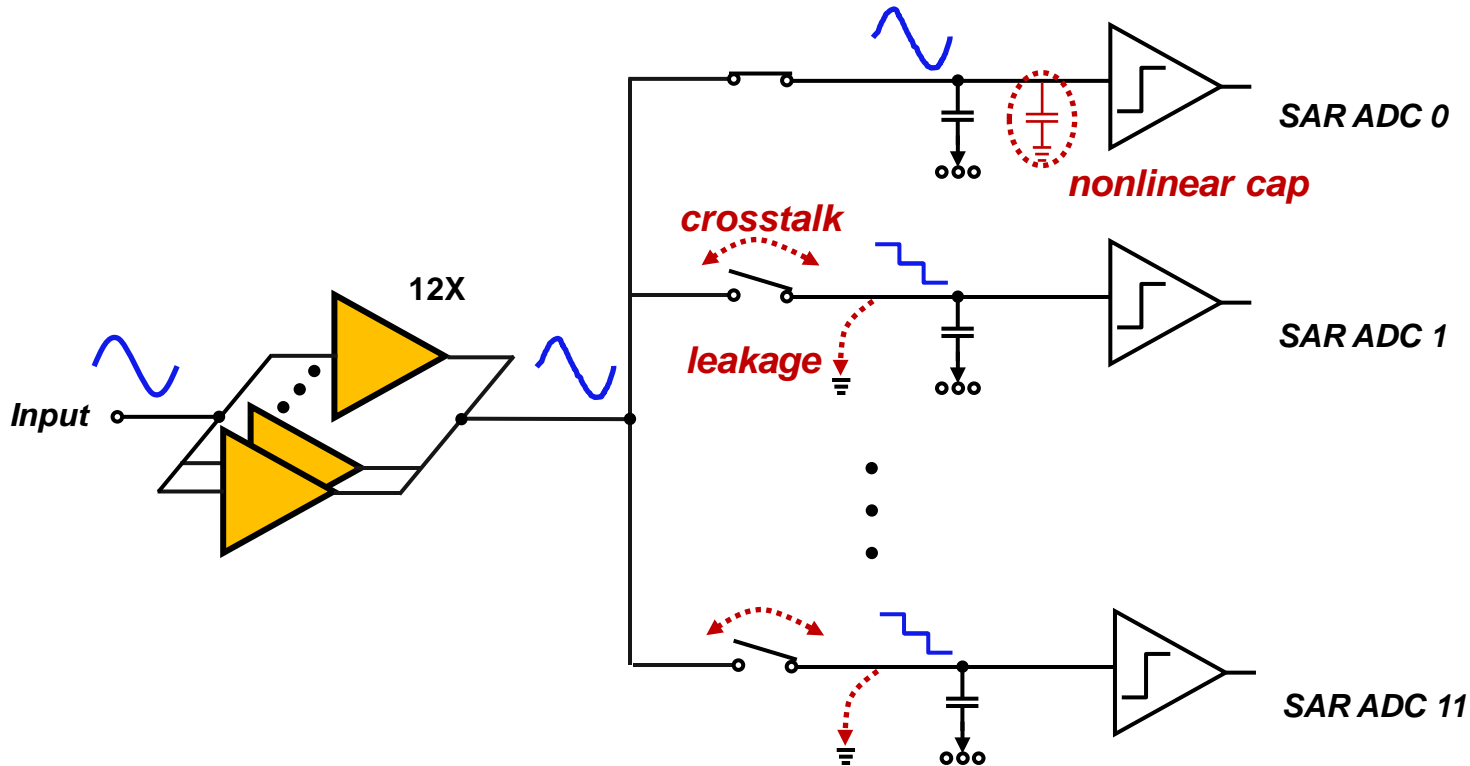 SAR ADC 0
nonlinear cap
crosstalk
12X
SAR ADC 1
leakage
Input
SAR ADC 11